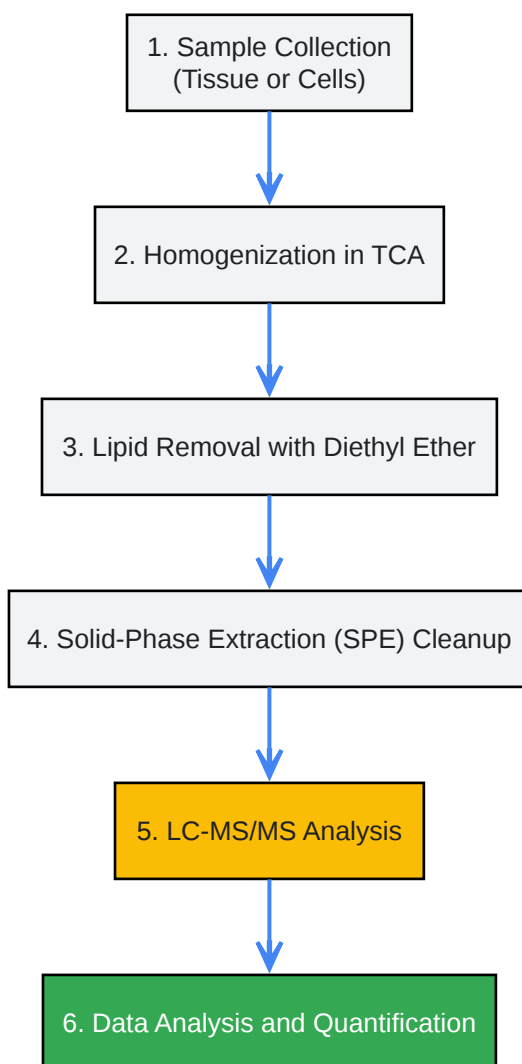 1. Sample Collection
(Tissue or Cells)
2. Homogenization in TCA
3. Lipid Removal with Diethyl Ether
4. Solid-Phase Extraction (SPE) Cleanup
5. LC-MS/MS Analysis
6. Data Analysis and Quantification